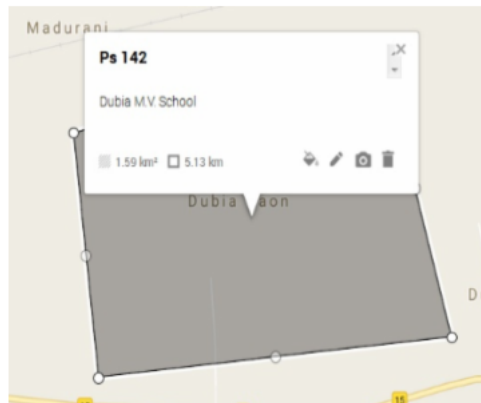 Madurani
Ps 142
Dubia M.V. School
1.59 km² 5.13 km
Dubia aon
D
15